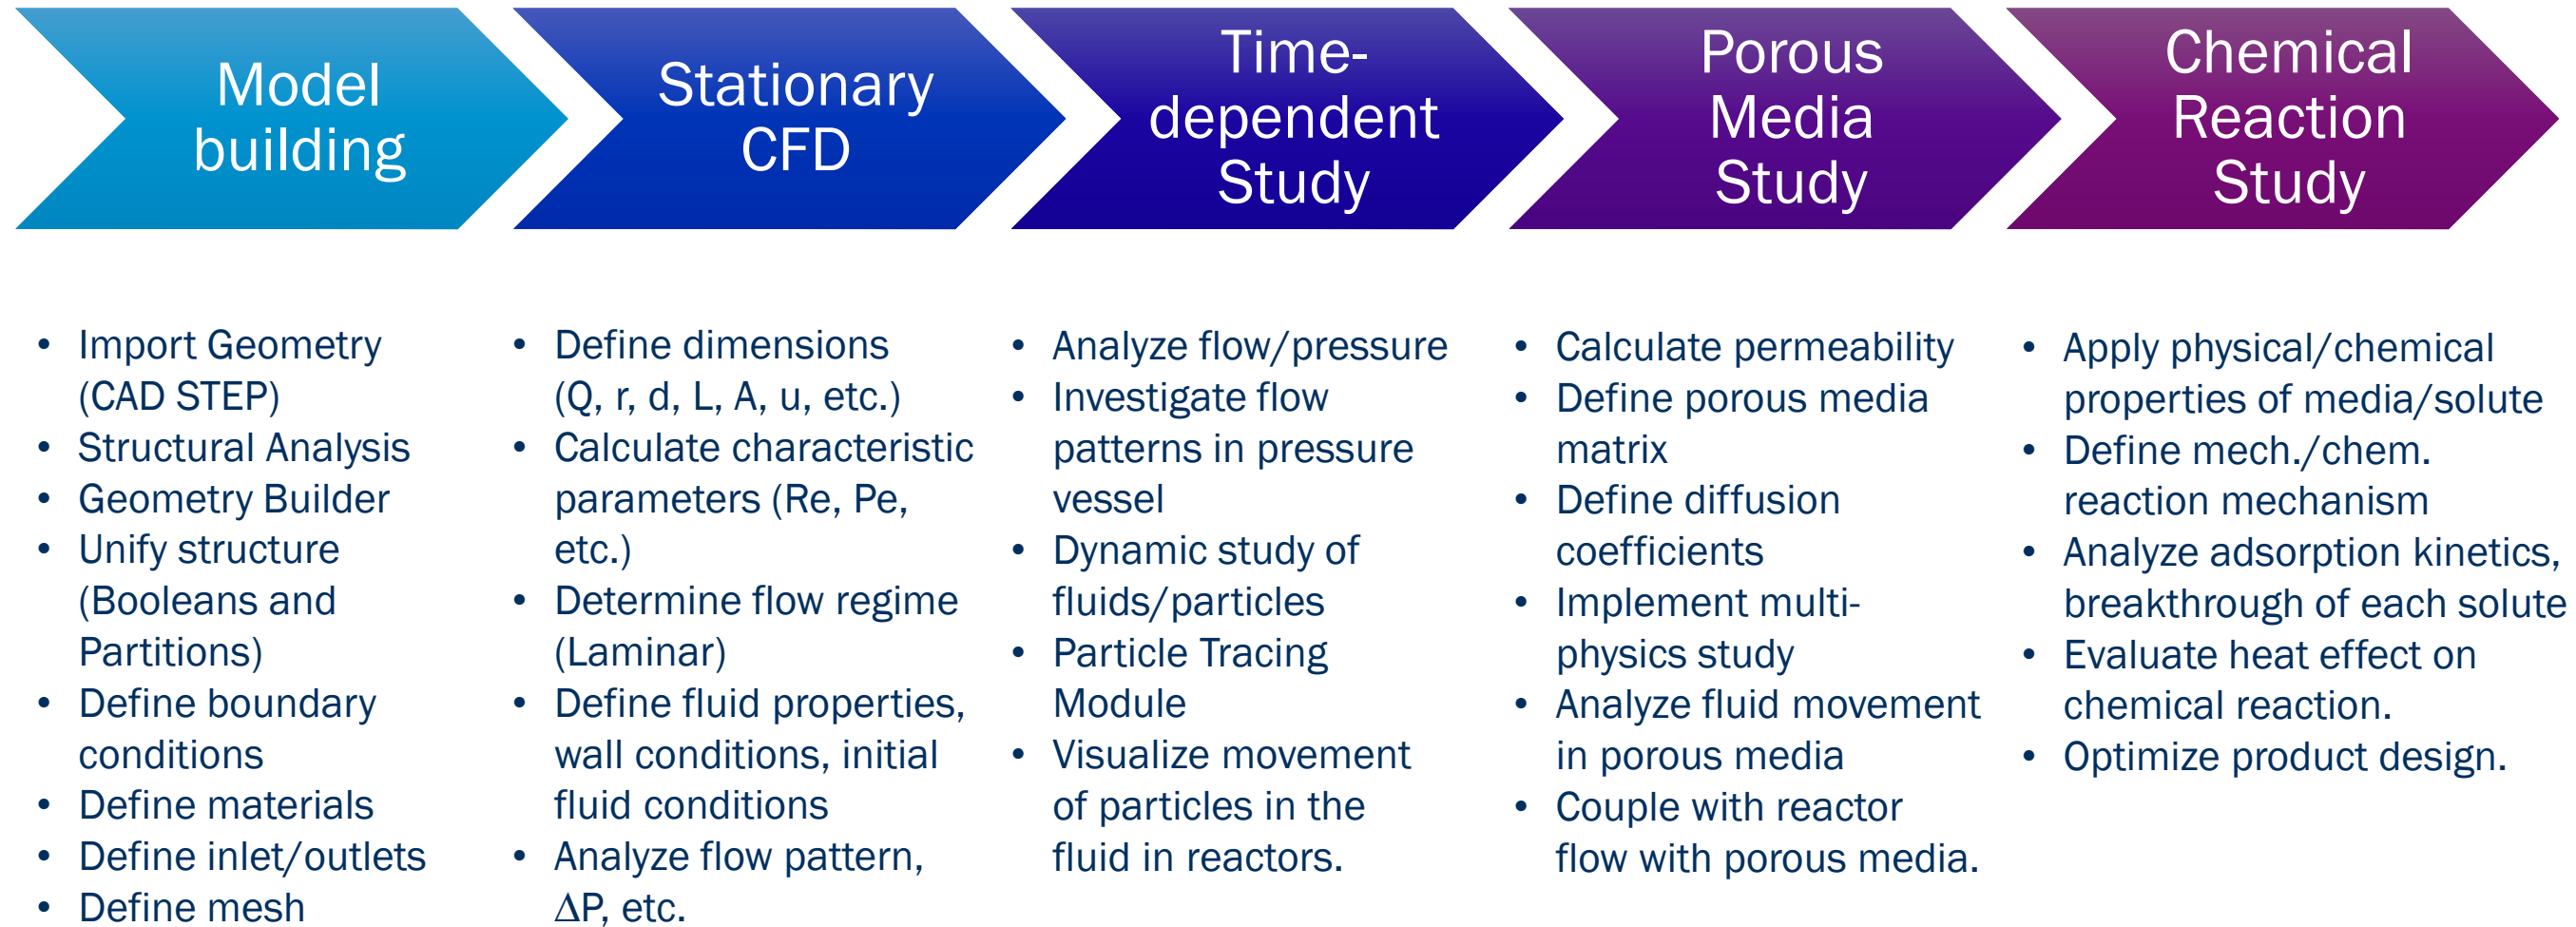 Model
building
Stationary
CFD
Time-
dependent
Study
Porous
Media
Study
Chemical
Reaction
Study
• Import Geometry
(CAD STEP)
• Structural Analysis
• Geometry Builder
• Unify structure
(Booleans and
Partitions)
• Define boundary
conditions
• Define materials
• Define inlet/outlets
• Define mesh
• Define dimensions
(Q, r, d, L, A, u, etc.)
• Calculate characteristic
parameters (Re, Pe,
etc.)
• Determine flow regime
(Laminar)
• Define fluid properties,
wall conditions, initial
fluid conditions
• Analyze flow pattern,
ΔP, etc.
• Analyze flow/pressure
• Investigate flow
patterns in pressure
vessel
• Dynamic study of
fluids/particles
• Particle Tracing
Module
• Visualize movement
of particles in the
fluid in reactors.
• Calculate permeability
• Define porous media
matrix
• Define diffusion
coefficients
• Implement multi-
physics study
• Analyze fluid movement
in porous media
• Couple with reactor
flow with porous media.
• Apply physical/chemical
properties of media/solute
• Define mech./chem.
reaction mechanism
• Analyze adsorption kinetics,
breakthrough of each solute
• Evaluate heat effect on
chemical reaction.
• Optimize product design.